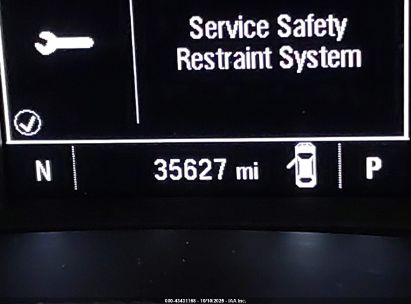 Service Safety
Restraint System
N 35627 mi P